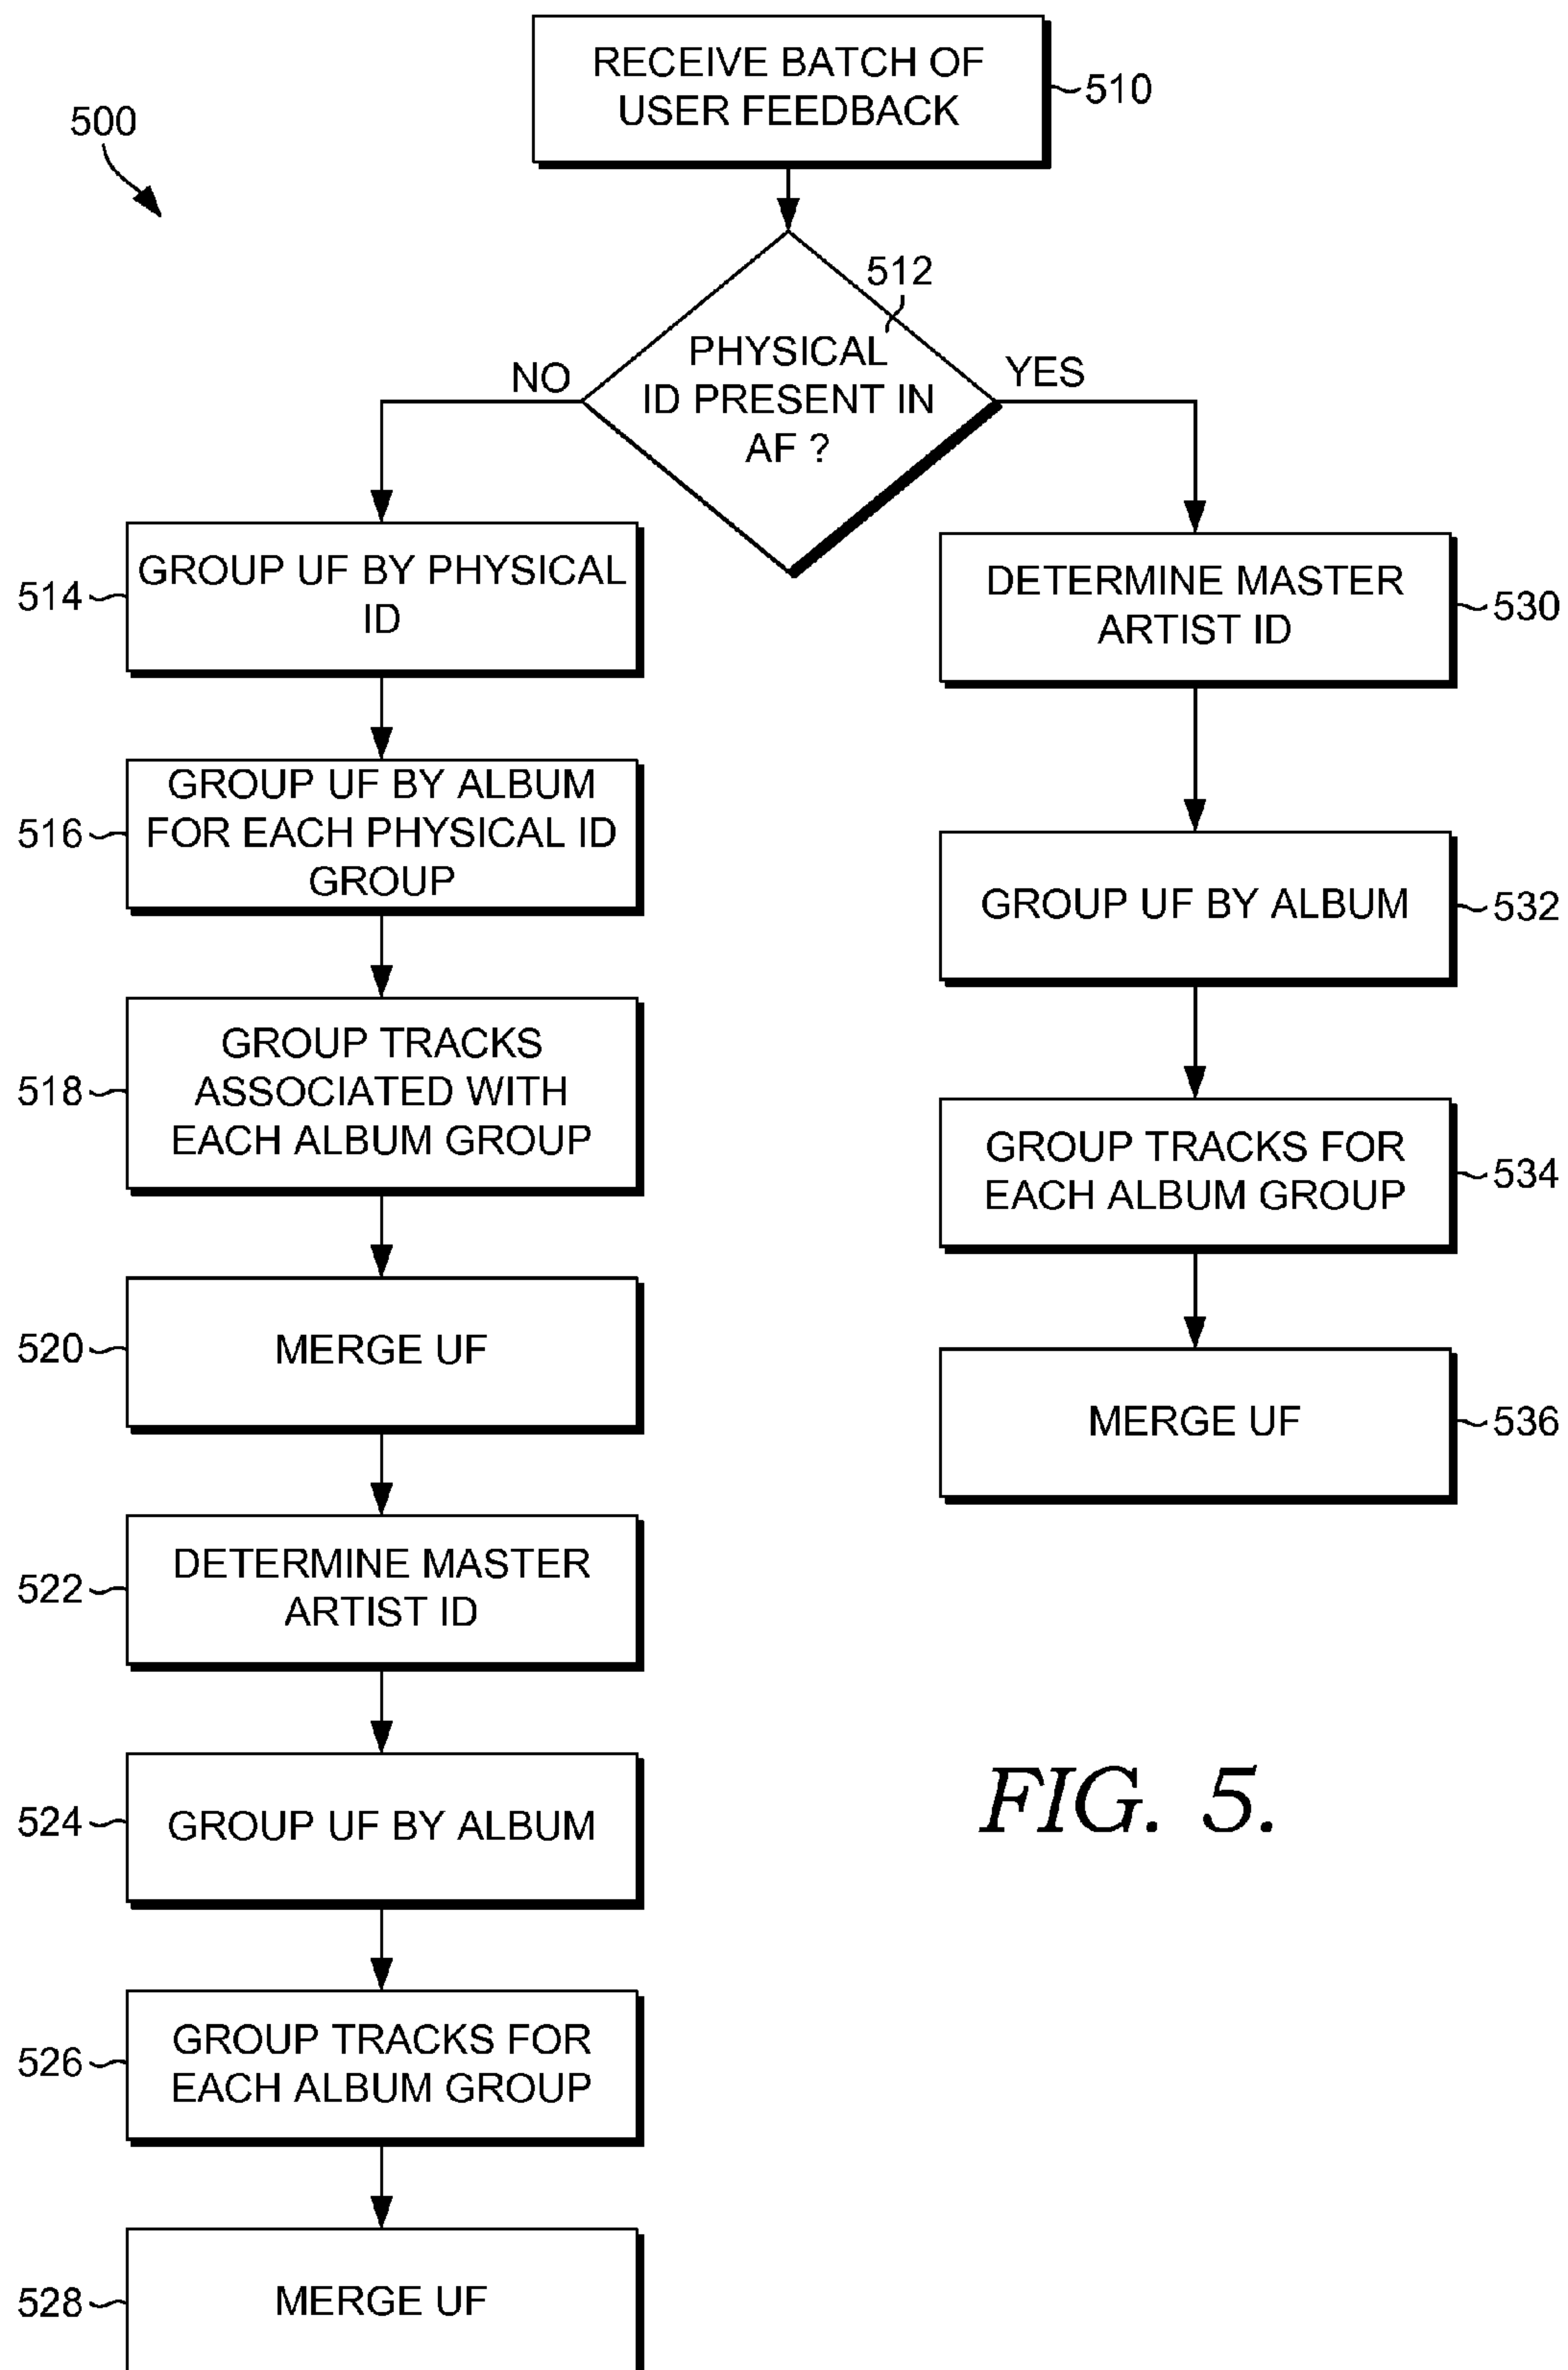 RECEIVE BATCH OF
USER FEEDBACK
510
500
512
PHYSICAL
ID PRESENT IN
AF ?
NO
YES
GROUP UF BY PHYSICAL
ID
514
GROUP UF BY ALBUM
FOR EACH PHYSICAL ID
GROUP
516
GROUP TRACKS
ASSOCIATED WITH
EACH ALBUM GROUP
518
MERGE UF
520
DETERMINE MASTER
ARTIST ID
522
GROUP UF BY ALBUM
524
GROUP TRACKS FOR
EACH ALBUM GROUP
526
MERGE UF
528
DETERMINE MASTER
ARTIST ID
530
GROUP UF BY ALBUM
532
GROUP TRACKS FOR
EACH ALBUM GROUP
534
MERGE UF
536
FIG. 5.